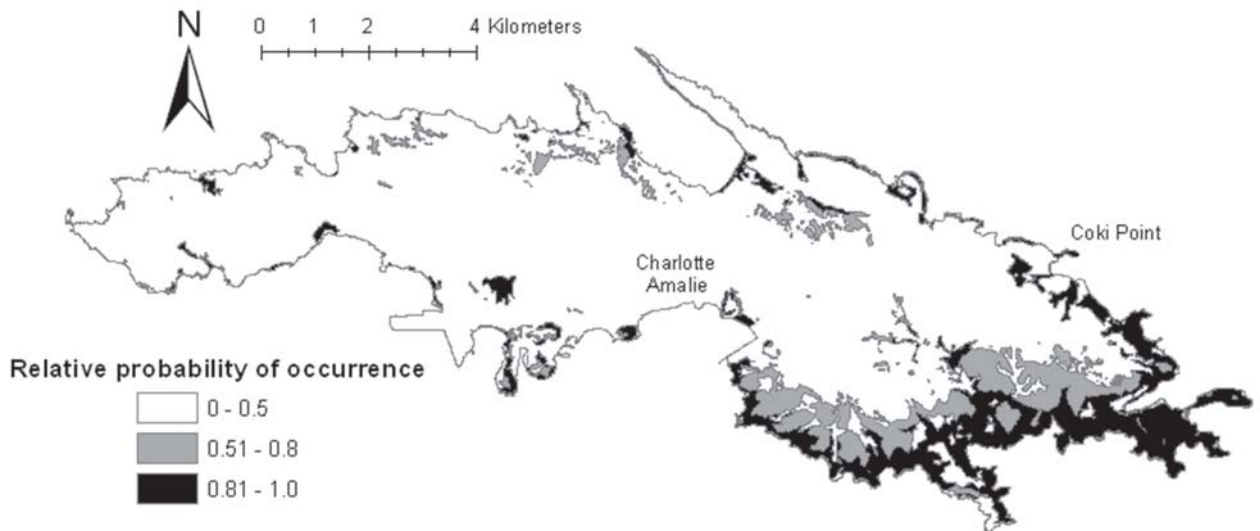 N
0 1 2 4 Kilometers
Coki Point
Charlotte
Amalie
Relative probability of occurrence
0 - 0.5
0.51 - 0.8
0.81 - 1.0